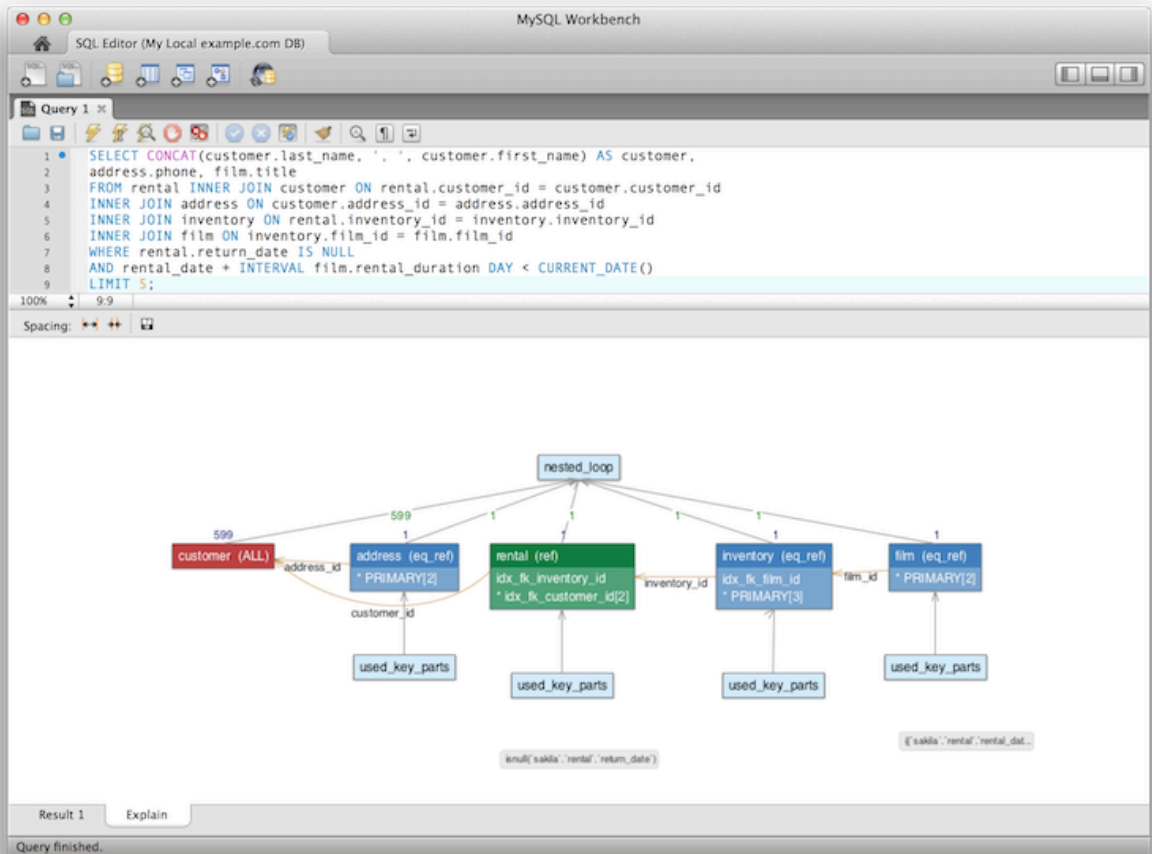 MySQL Workbench
SQL Editor (My Local example.com DB)
Query 1
1 SELECT CONCAT(customer.last_name, ', ', customer.first_name) AS customer,
2 address.phone, film.title
3 FROM rental INNER JOIN customer ON rental.customer_id = customer.customer_id
4 INNER JOIN address ON customer.address_id = address.address_id
5 INNER JOIN inventory ON rental.inventory_id = inventory.inventory_id
6 INNER JOIN film ON inventory.film_id = film.film_id
7 WHERE rental.return_date IS NULL
8 AND rental_date + INTERVAL film.rental_duration DAY < CURRENT_DATE()
9 LIMIT 5;
100% 9:9
Spacing:
nested_loop
599 1 1 1 1
599 1 1 1 1
customer (ALL) address (eq_ref) rental (ref) inventory (eq_ref) film (eq_ref)
address_id * PRIMARY[2] idx_fk_inventory_id inventory_id idx_fk_film_id film_id * PRIMARY[2]
* idx_fk_customer_id[2] * PRIMARY[3]
customer_id
used_key_parts used_key_parts used_key_parts used_key_parts
(`sakila`.`rental`.`rental_dat...
isnull(`sakila`.`rental`.`return_date`)
Result 1 Explain
Query finished.